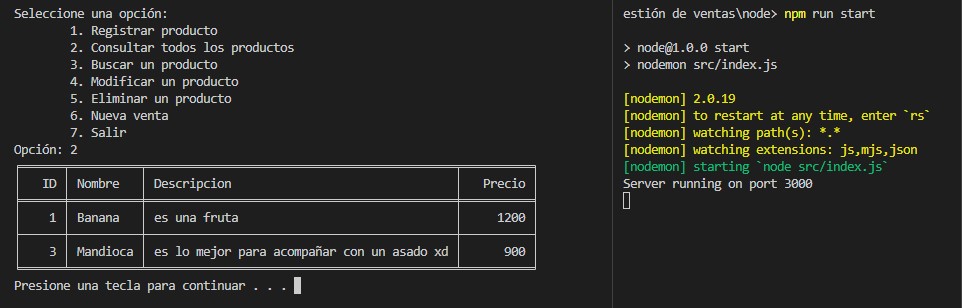 Seleccione una opción:
1. Registrar producto
2. Consultar todos los productos
3. Buscar un producto
4. Modificar un producto
5. Eliminar un producto
6. Nueva venta
7. Salir
Opción: 2
ID Nombre Descripcion Precio
1 Banana es una fruta 1200
3 Mandioca es lo mejor para acompañar con un asado xd 900
Presione una tecla para continuar . . .
estión de ventas\node> npm run start
> node@1.0.0 start
> nodemon src/index.js
[nodemon] 2.0.19
[nodemon] to restart at any time, enter `rs`
[nodemon] watching path(s): *.*
[nodemon] watching extensions: js,mjs,json
[nodemon] starting `node src/index.js`
Server running on port 3000